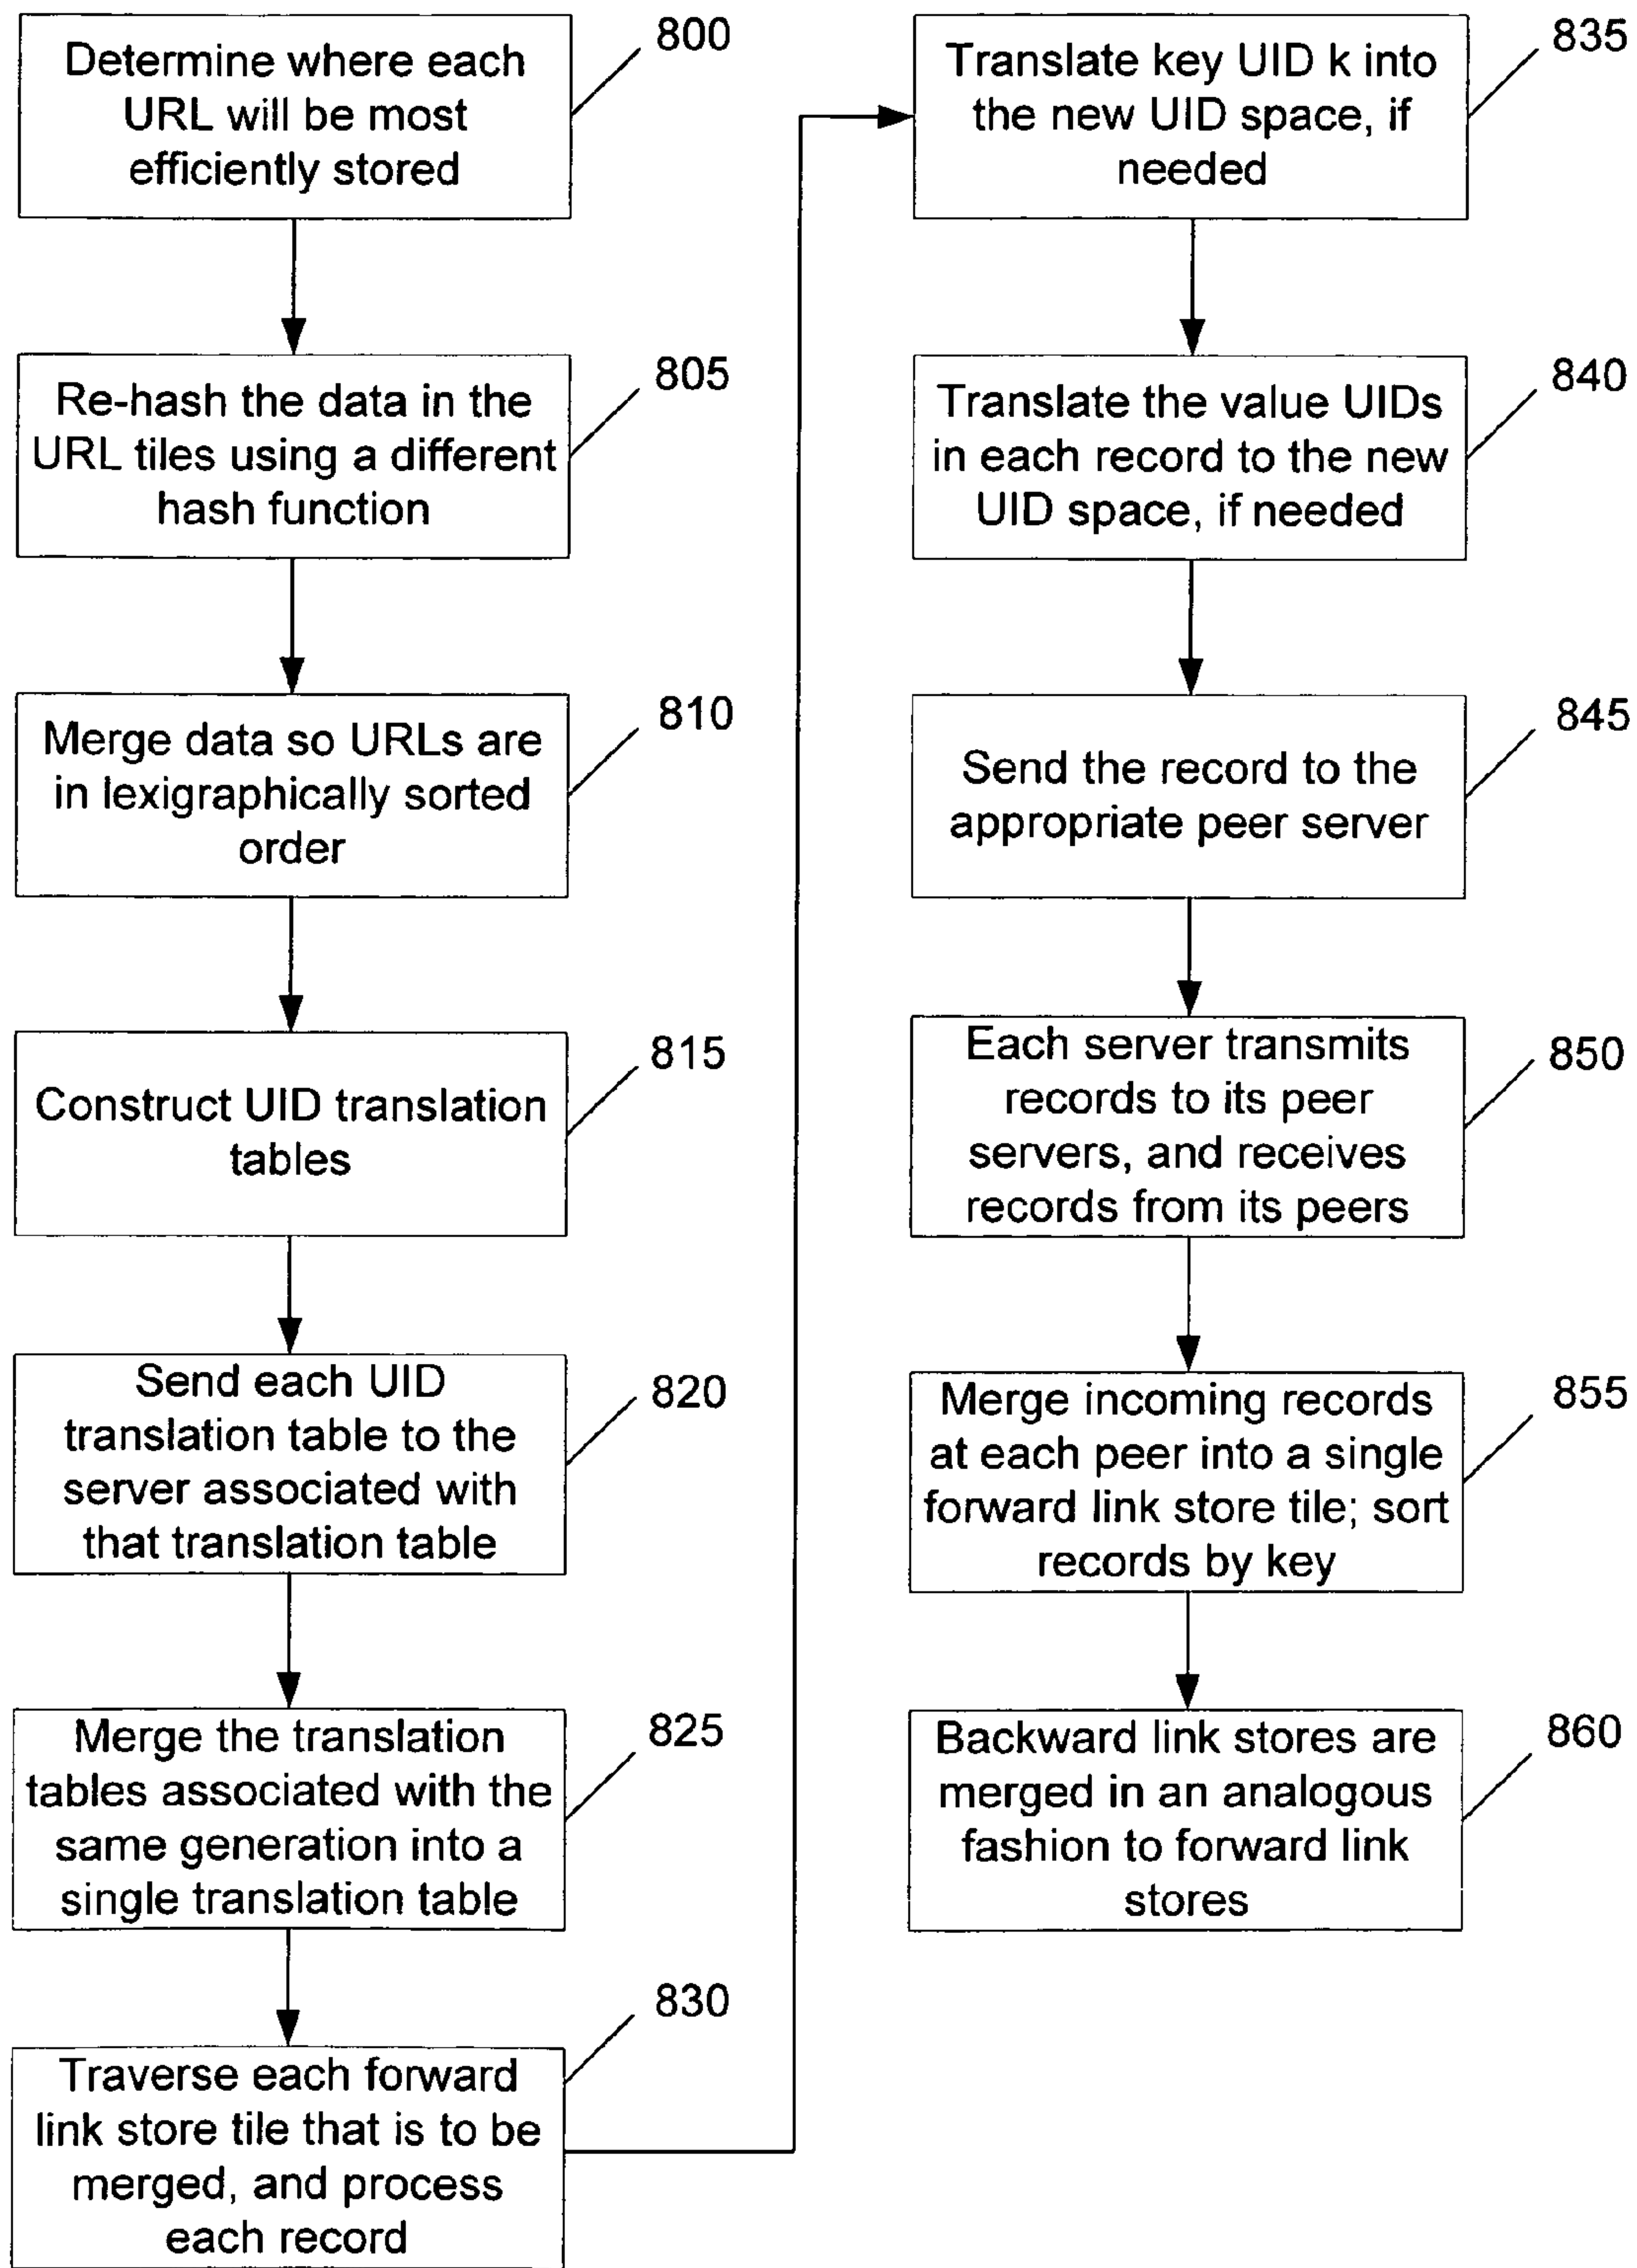 Determine where each
URL will be most
efficiently stored
800
Re-hash the data in the
URL tiles using a different
hash function
805
Merge data so URLs are
in lexigraphically sorted
order
810
Construct UID translation
tables
815
Send each UID
translation table to the
server associated with
that translation table
820
Merge the translation
tables associated with the
same generation into a
single translation table
825
Traverse each forward
link store tile that is to be
merged, and process
each record
830
Translate key UID k into
the new UID space, if
needed
835
Translate the value UIDs
in each record to the new
UID space, if needed
840
Send the record to the
appropriate peer server
845
Each server transmits
records to its peer
servers, and receives
records from its peers
850
Merge incoming records
at each peer into a single
forward link store tile; sort
records by key
855
Backward link stores are
merged in an analogous
fashion to forward link
stores
860